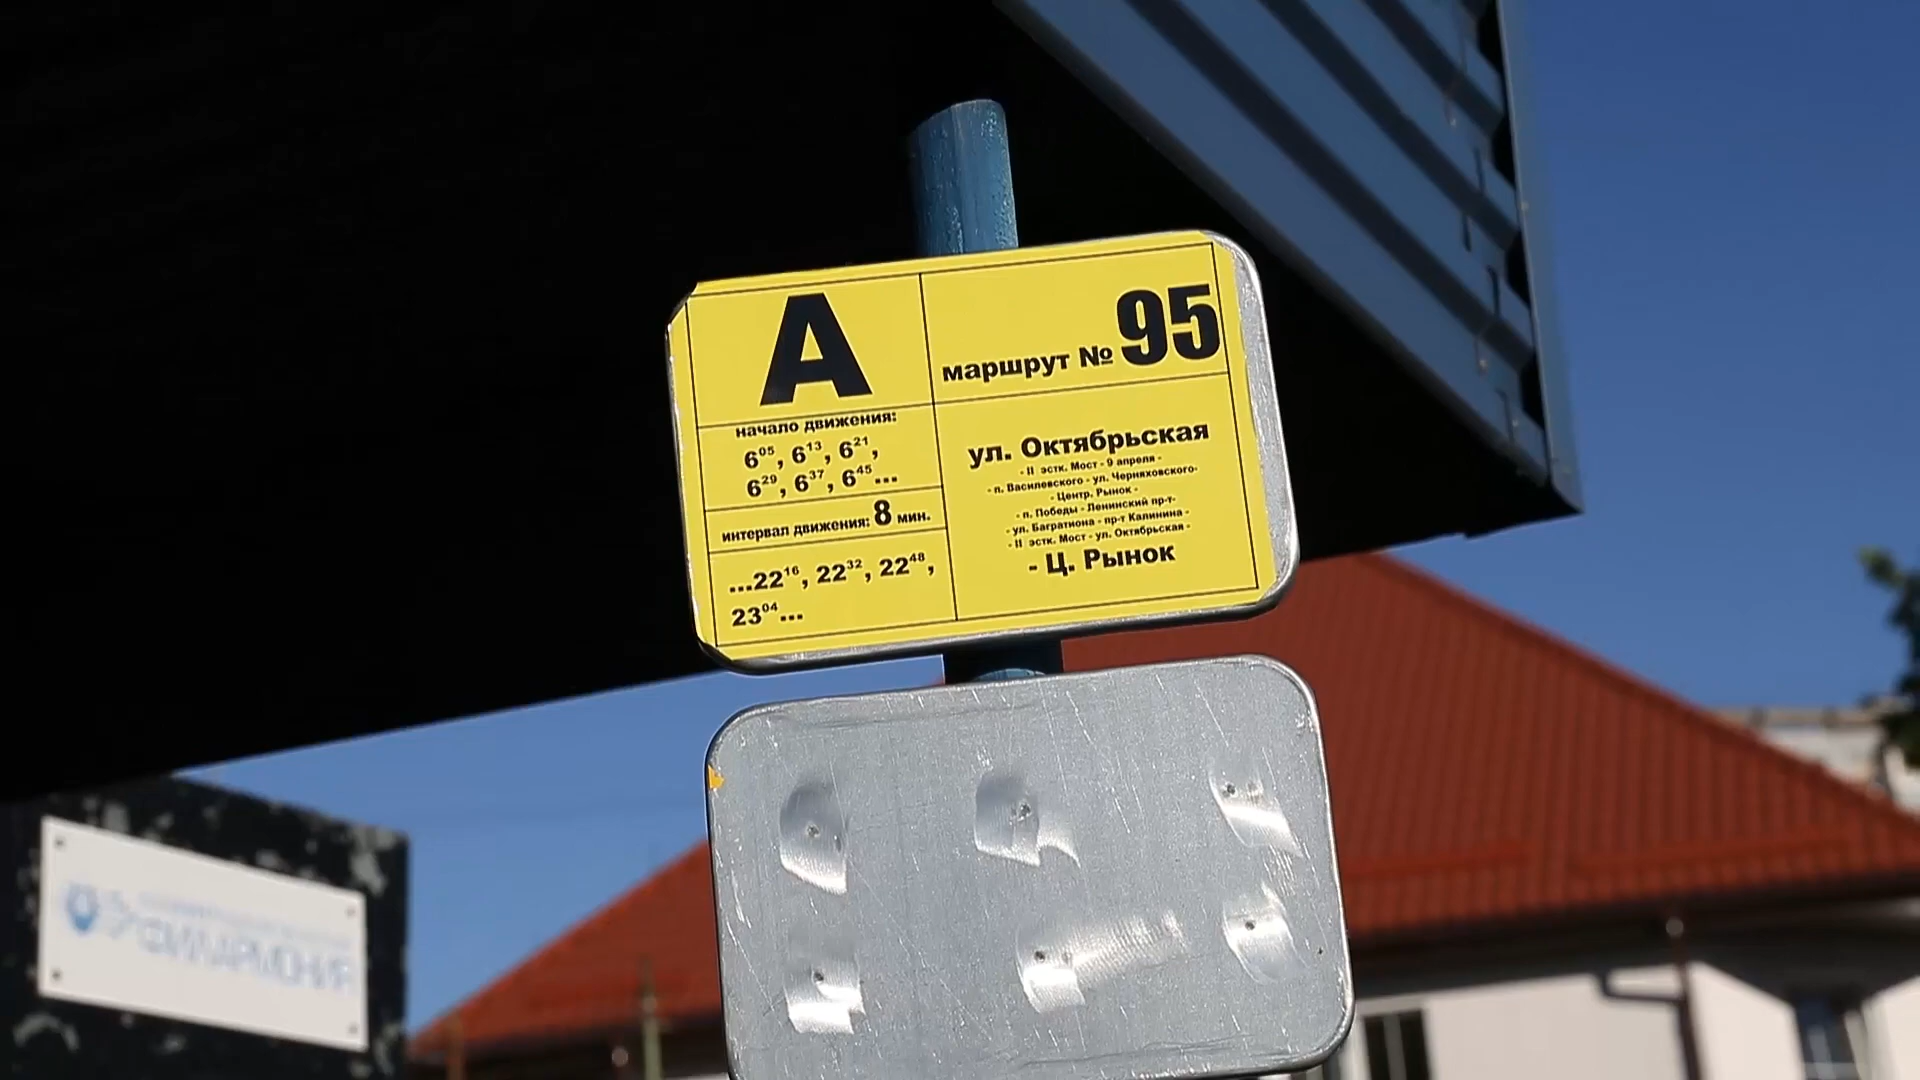 А
маршрут № 95
начало движения:
6⁰⁵, 6¹³, 6²¹,
6²⁹, 6³⁷, 6⁴⁵...
интервал движения: 8 мин.
...22¹⁶, 22³², 22⁴⁸,
23⁰⁴...
ул. Октябрьская
- II эстк. Мост - 9 апреля -
- п. Василевского - ул. Черняховского-
- Центр. Рынок -
- п. Победы - Ленинский пр-т-
- ул. Багратиона - пр-т Калинина -
- II эстк. Мост - ул. Октябрьская -
- Ц. Рынок
ФИЛАРМОНИЯ